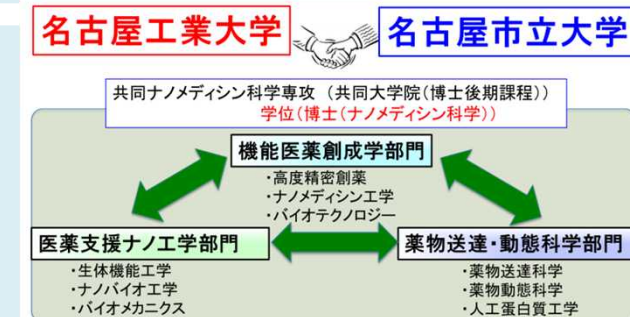 名古屋工業大学
名古屋市立大学
共同ナノメディシン科学専攻 (共同大学院(博士後期課程))
学位(博士(ナノメディシン科学))
機能医薬創成学部門
・高度精密創薬
・ナノメディシン工学
・バイオテクノロジー
医薬支援ナノ工学部門
・生体機能工学
・ナノバイオ工学
・バイオメカニクス
薬物送達・動態科学部門
・薬物送達科学
・薬物動態科学
・人工蛋白質工学